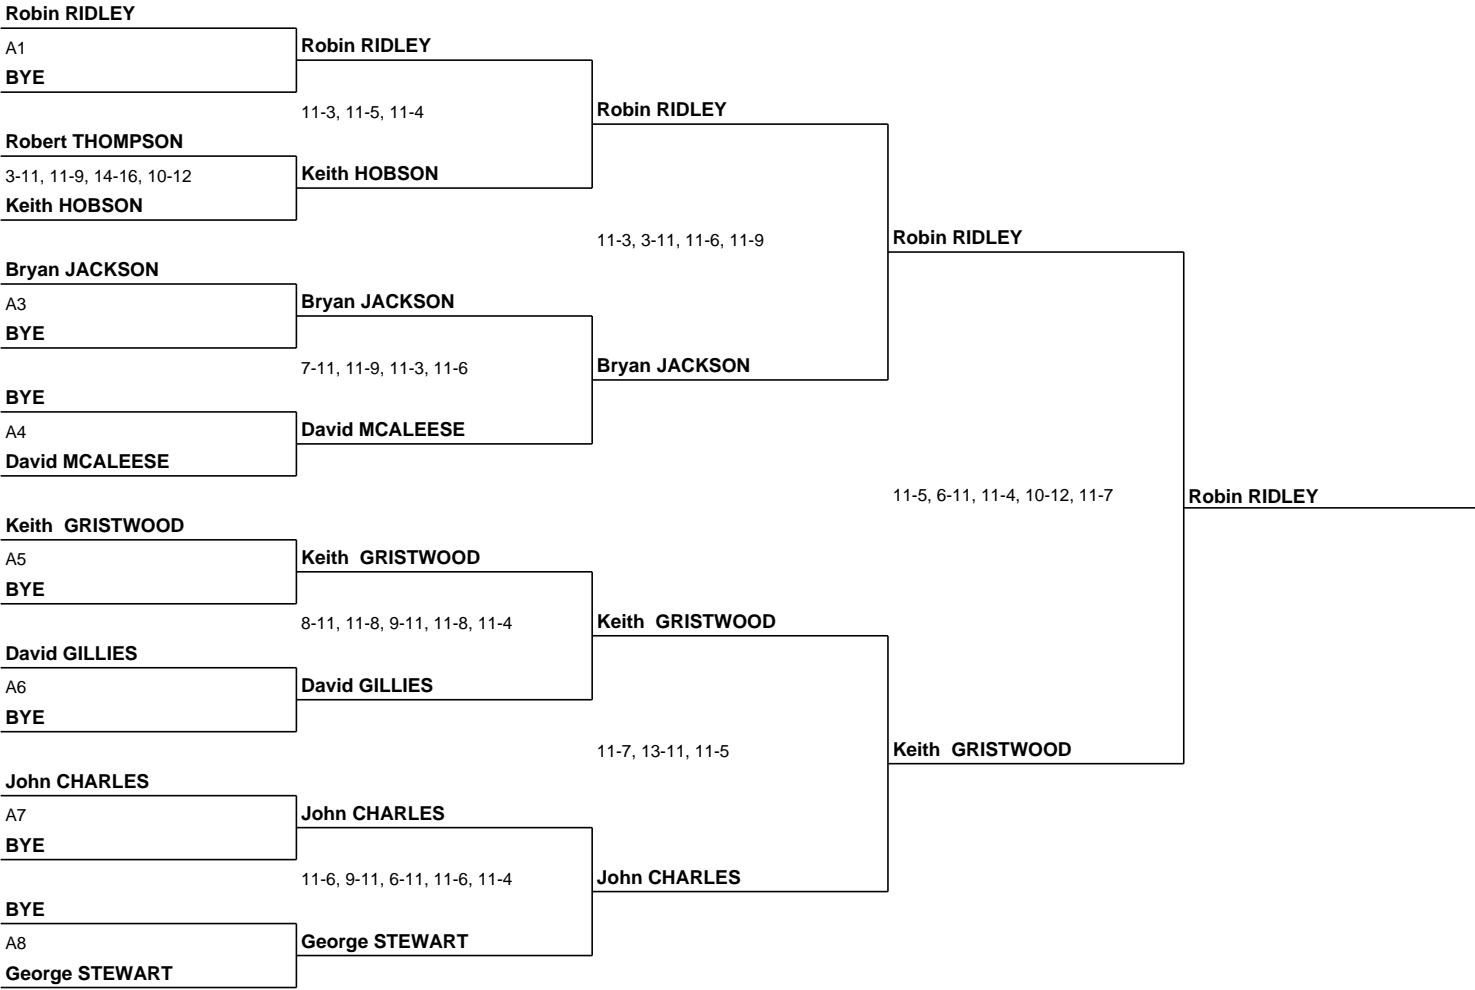 Robin RIDLEY
A1
BYE
Robert THOMPSON
3-11, 11-9, 14-16, 10-12
Keith HOBSON
Bryan JACKSON
A3
BYE
BYE
A4
David MCALEESE
Keith  GRISTWOOD
A5
BYE
David GILLIES
A6
BYE
John CHARLES
A7
BYE
BYE
A8
George STEWART
Robin RIDLEY
11-3, 11-5, 11-4
Keith HOBSON
Bryan JACKSON
7-11, 11-9, 11-3, 11-6
David MCALEESE
Keith  GRISTWOOD
8-11, 11-8, 9-11, 11-8, 11-4
David GILLIES
John CHARLES
11-6, 9-11, 6-11, 11-6, 11-4
George STEWART
Robin RIDLEY
11-3, 3-11, 11-6, 11-9
Bryan JACKSON
Keith  GRISTWOOD
11-7, 13-11, 11-5
John CHARLES
Robin RIDLEY
11-5, 6-11, 11-4, 10-12, 11-7
Keith  GRISTWOOD
Robin RIDLEY